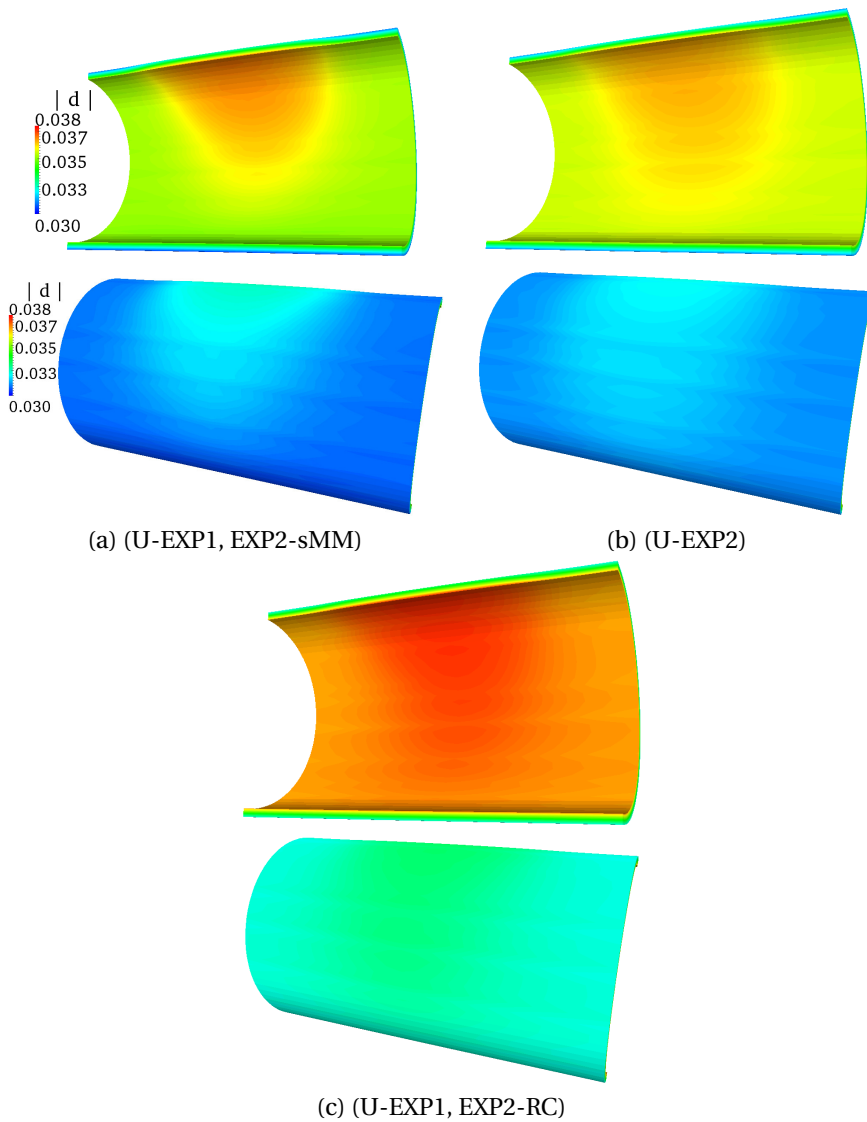 | d |
0.038
0.037
0.035
0.033
0.030
| d |
0.038
0.037
0.035
0.033
0.030
(a) (U-EXP1, EXP2-sMM)
(b) (U-EXP2)
(c) (U-EXP1, EXP2-RC)